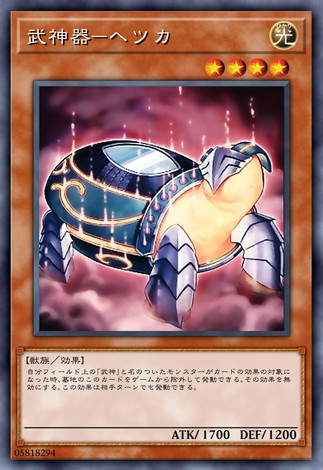 武神器－ヘツカ
光
【獣族／効果】
自分フィールド上の「武神」と名のついたモンスターがカードの効果の対象に
なった時、墓地のこのカードをゲームから除外して発動できる。その効果を無
効にする。この効果は相手ターンでも発動できる。
ATK/ 1700 DEF/1200
05818294